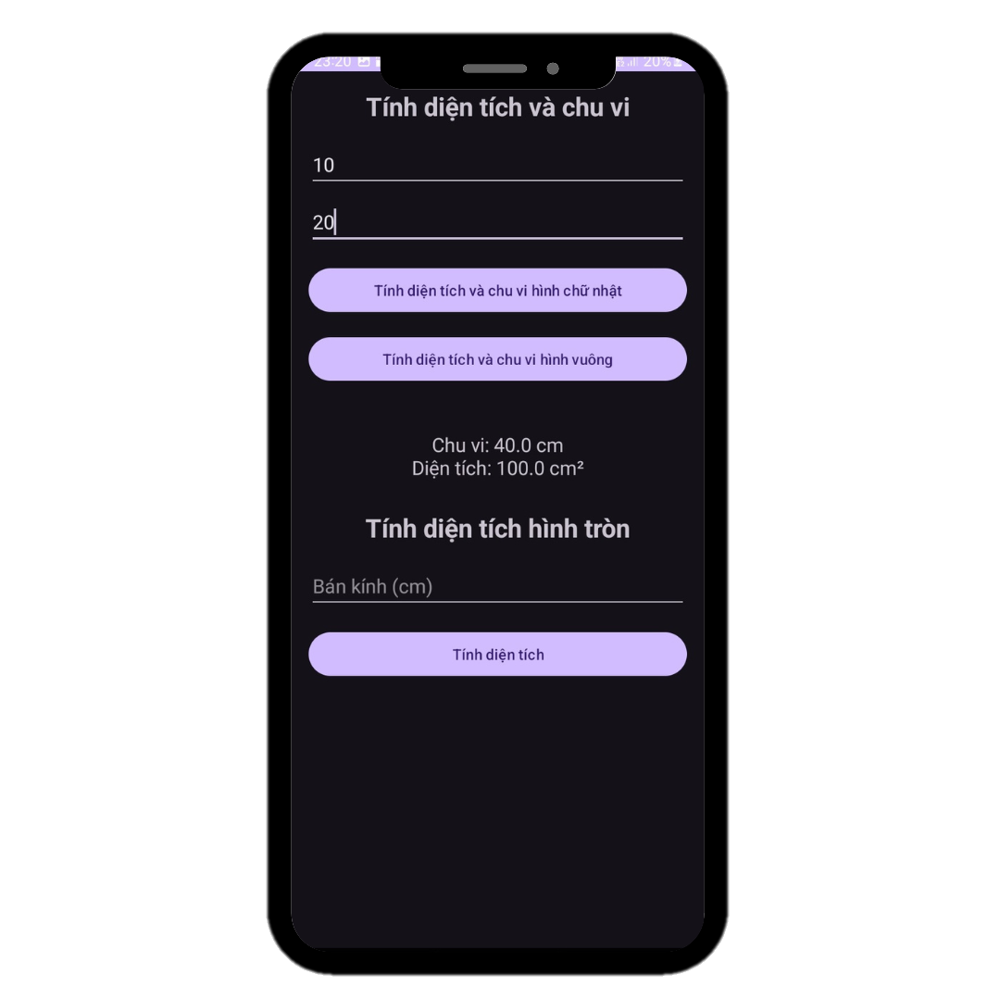 23:20
20%
Tính diện tích và chu vi
10
20
Tính diện tích và chu vi hình chữ nhật
Tính diện tích và chu vi hình vuông
Chu vi: 40.0 cm
Diện tích: 100.0 cm²
Tính diện tích hình tròn
Bán kính (cm)
Tính diện tích